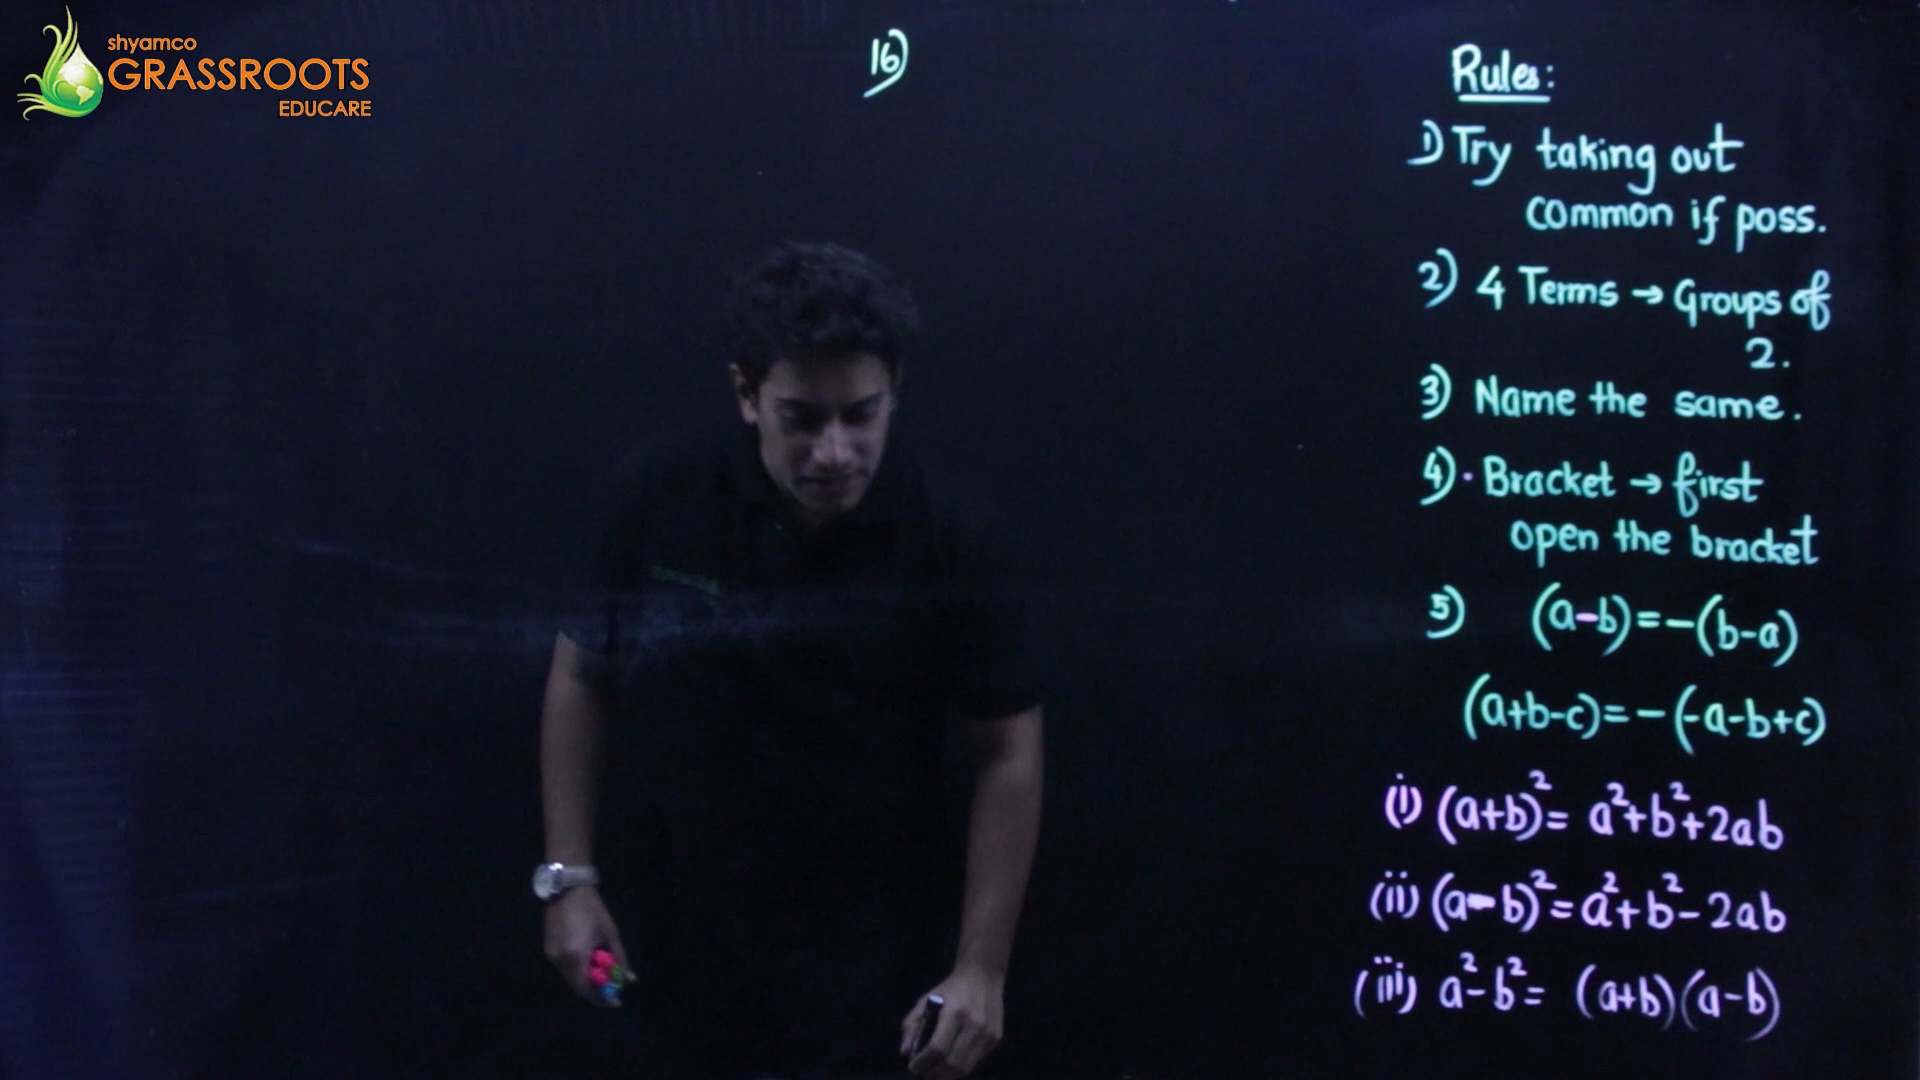 shyamco
GRASSROOTS
EDUCARE
16)
Rules:
1) Try taking out
common if poss.
2) 4 Terms → Groups of
2.
3) Name the same.
4) • Bracket → first
open the bracket
5) (a-b)=-(b-a)
(a+b-c)=-(-a-b+c)
(i) (a+b)²= a²+b²+2ab
(ii) (a-b)²=a²+b²-2ab
(iii) a²-b²= (a+b)(a-b)